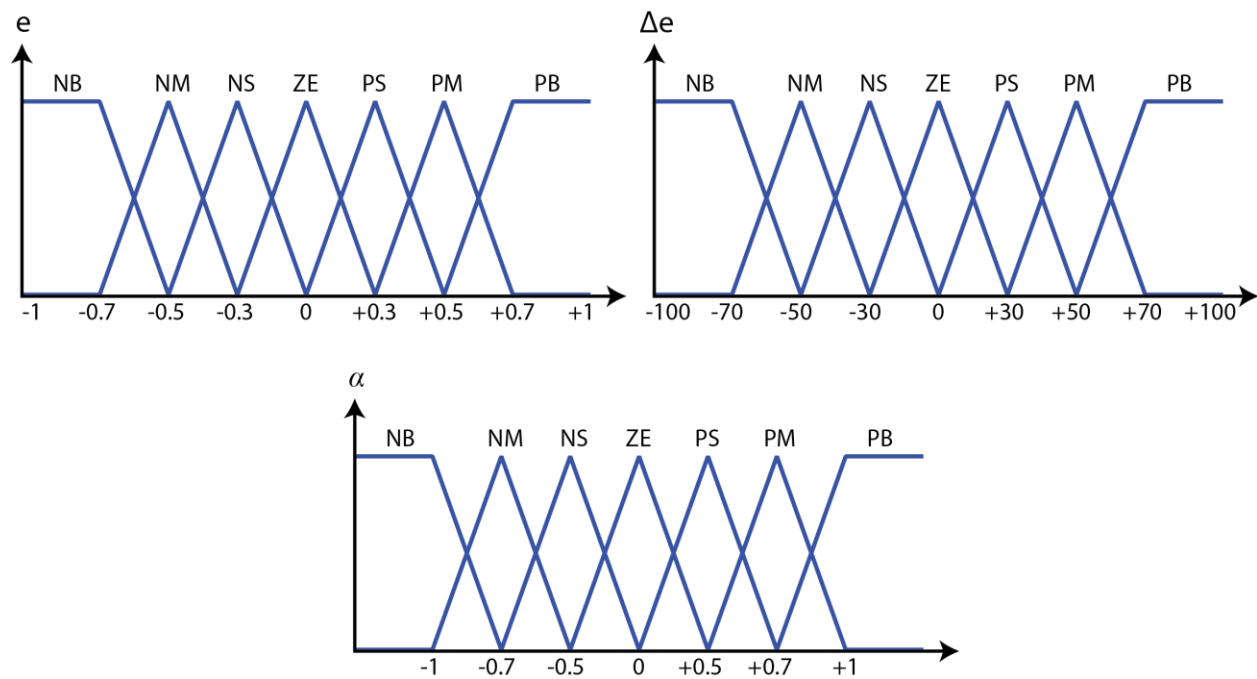 e
NB NM NS ZE PS PM PB
-1 -0.7 -0.5 -0.3 0 +0.3 +0.5 +0.7 +1
Δe
NB NM NS ZE PS PM PB
-100 -70 -50 -30 0 +30 +50 +70 +100
α
NB NM NS ZE PS PM PB
-1 -0.7 -0.5 0 +0.5 +0.7 +1